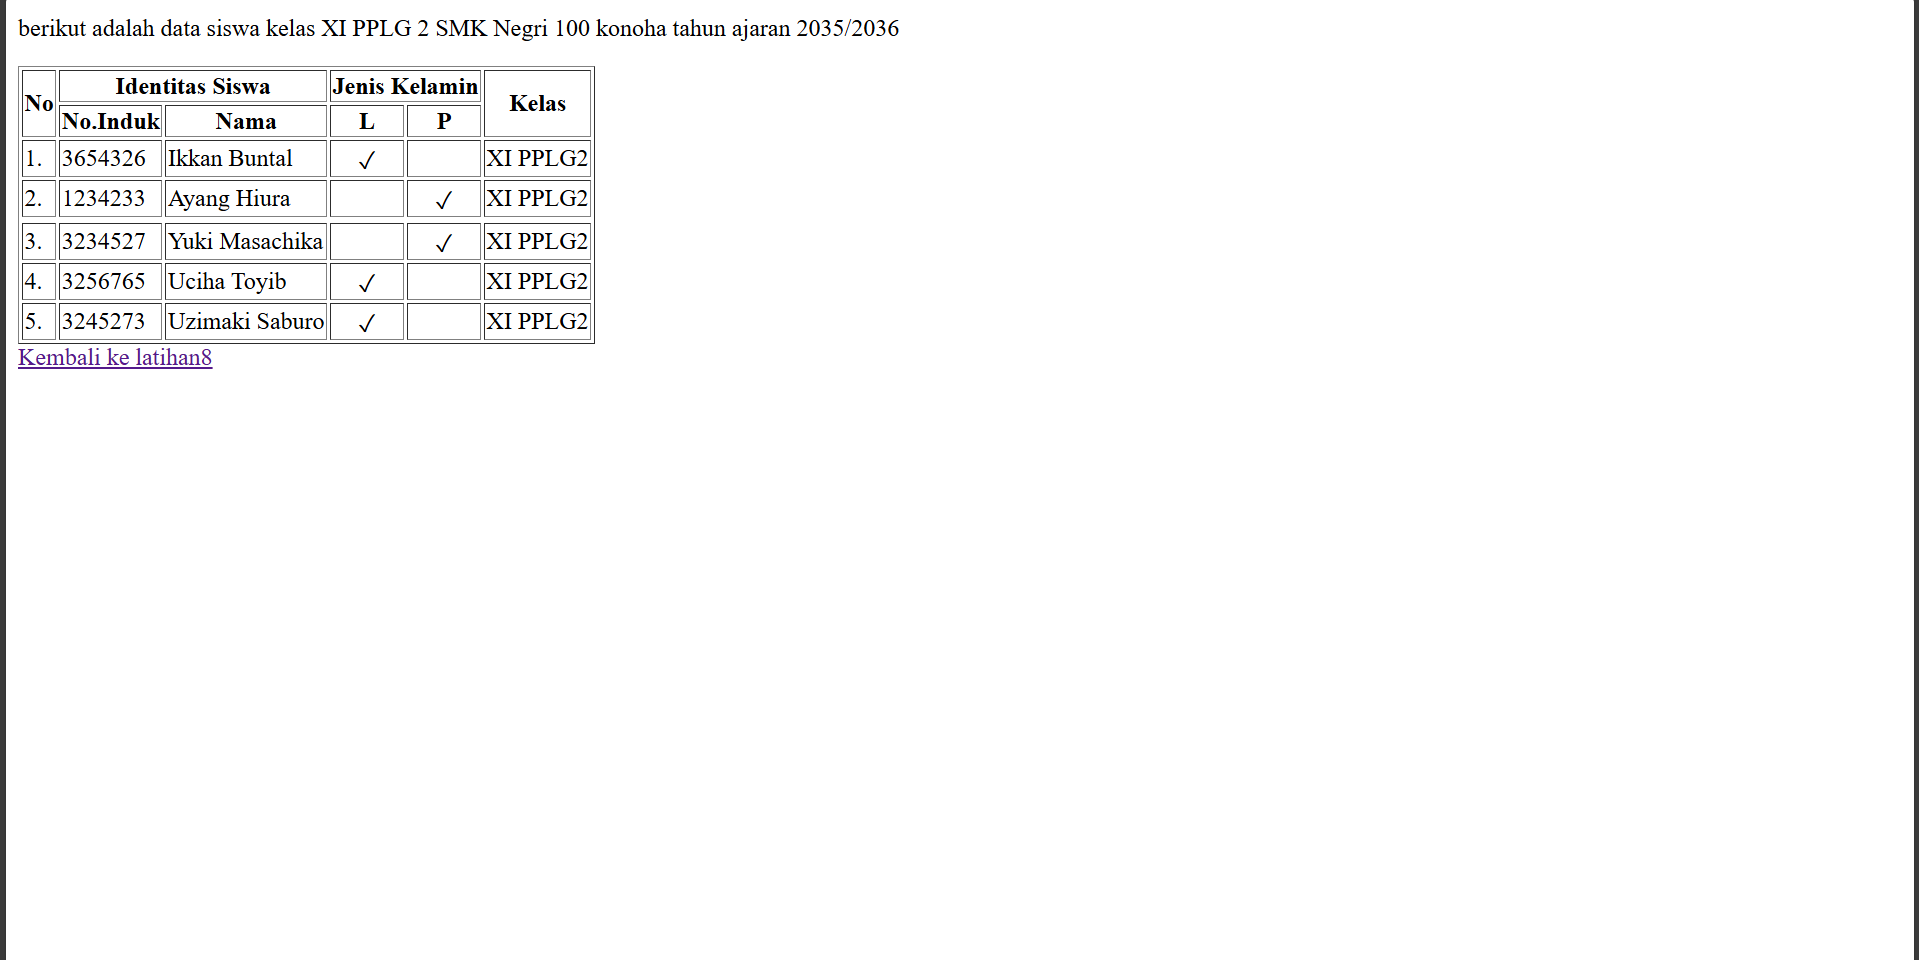 berikut adalah data siswa kelas XI PPLG 2 SMK Negri 100 konoha tahun ajaran 2035/2036
No Identitas Siswa Jenis Kelamin Kelas
No.Induk Nama L P
1. 3654326 Ikkan Buntal ✓ XI PPLG2
2. 1234233 Ayang Hiura ✓ XI PPLG2
3. 3234527 Yuki Masachika ✓ XI PPLG2
4. 3256765 Uciha Toyib ✓ XI PPLG2
5. 3245273 Uzimaki Saburo ✓ XI PPLG2
Kembali ke latihan8